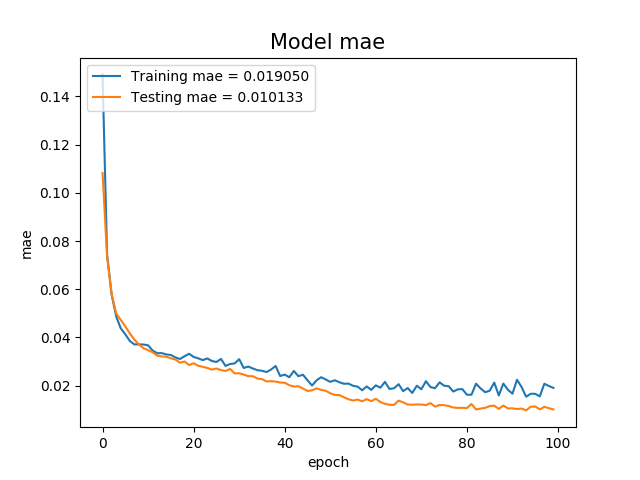 Model mae
Training mae = 0.019050
Testing mae = 0.010133
0.14
0.12
0.10
0.08
0.06
0.04
0.02
mae
0 20 40 60 80 100
epoch